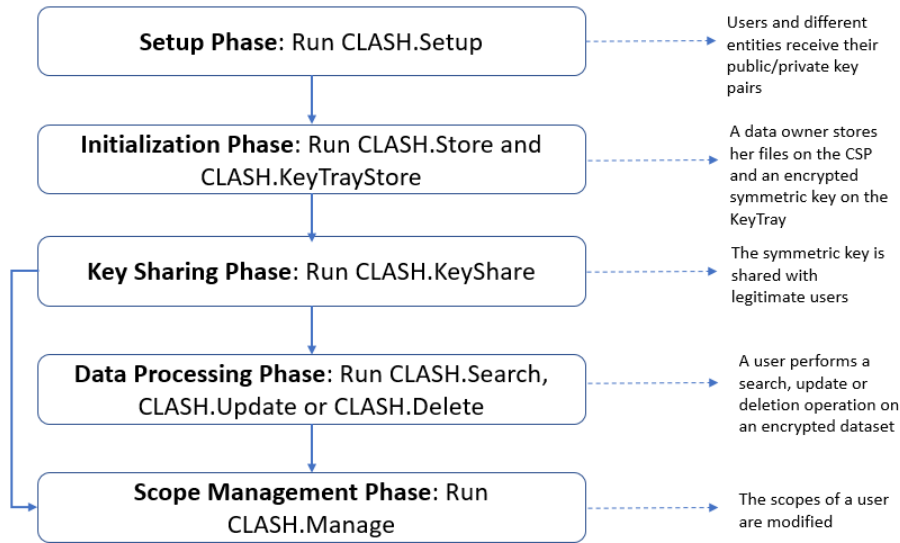 Setup Phase: Run CLASH.Setup
Users and different
entities receive their
public/private key
pairs
Initialization Phase: Run CLASH.Store and
CLASH.KeyTrayStore
A data owner stores
her files on the CSP
and an encrypted
symmetric key on the
KeyTray
Key Sharing Phase: Run CLASH.KeyShare
The symmetric key is
shared with
legitimate users
Data Processing Phase: Run CLASH.Search,
CLASH.Update or CLASH.Delete
A user performs a
search, update or
deletion operation on
an encrypted dataset
Scope Management Phase: Run
CLASH.Manage
The scopes of a user
are modified